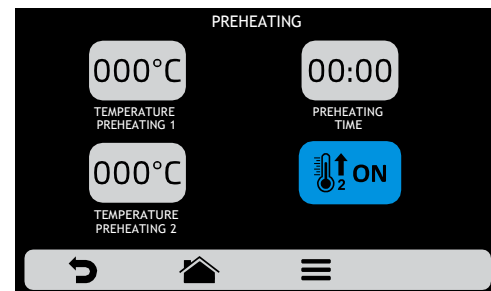 PREHEATING
000°C
00:00
TEMPERATURE
PREHEATING 1
PREHEATING
TIME
000°C
2 ON
TEMPERATURE
PREHEATING 2